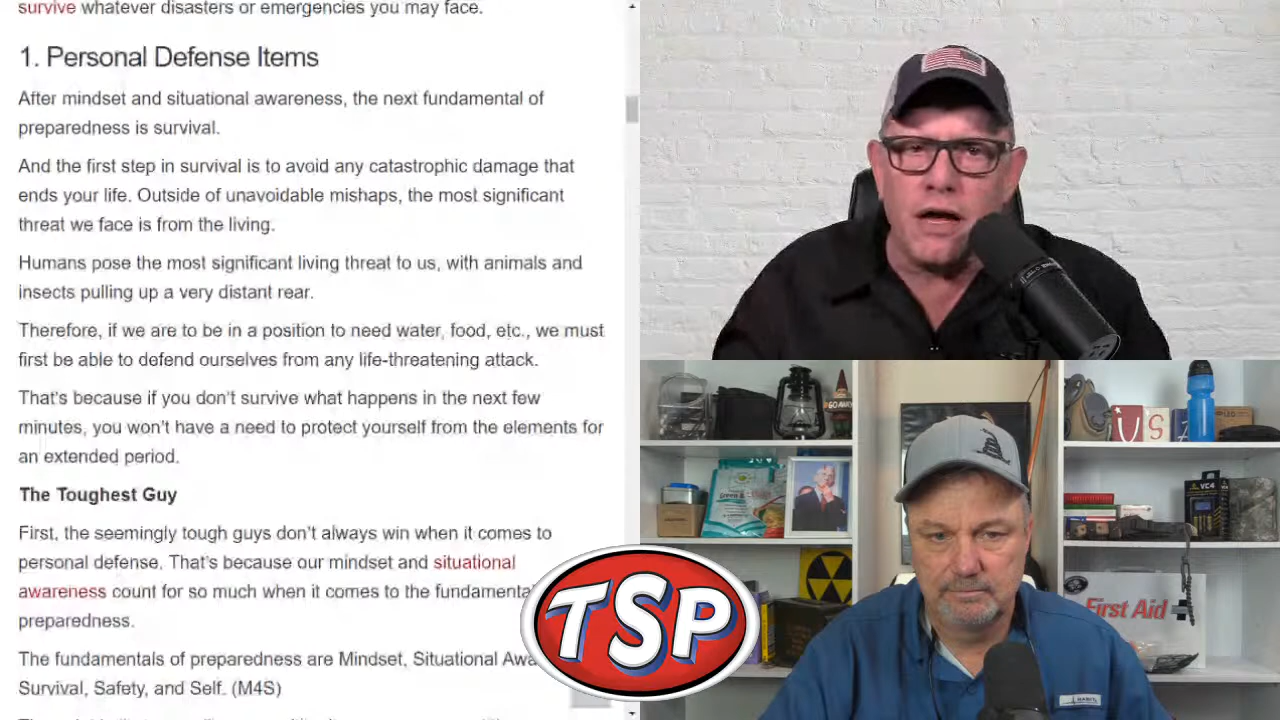 survive whatever disasters or emergencies you may face.
1. Personal Defense Items
After mindset and situational awareness, the next fundamental of
preparedness is survival.
And the first step in survival is to avoid any catastrophic damage that
ends your life. Outside of unavoidable mishaps, the most significant
threat we face is from the living.
Humans pose the most significant living threat to us, with animals and
insects pulling up a very distant rear.
Therefore, if we are to be in a position to need water, food, etc., we must
first be able to defend ourselves from any life-threatening attack.
That's because if you don't survive what happens in the next few
minutes, you won't have a need to protect yourself from the elements for
an extended period.
The Toughest Guy
First, the seemingly tough guys don't always win when it comes to
personal defense. That's because our mindset and situational
awareness count for so much when it comes to the fundamenta
preparedness.
The fundamentals of preparedness are Mindset, Situational Awa
Survival, Safety, and Self. (M4S)
TSP
GO AWAY
U S A
VC4
First Aid